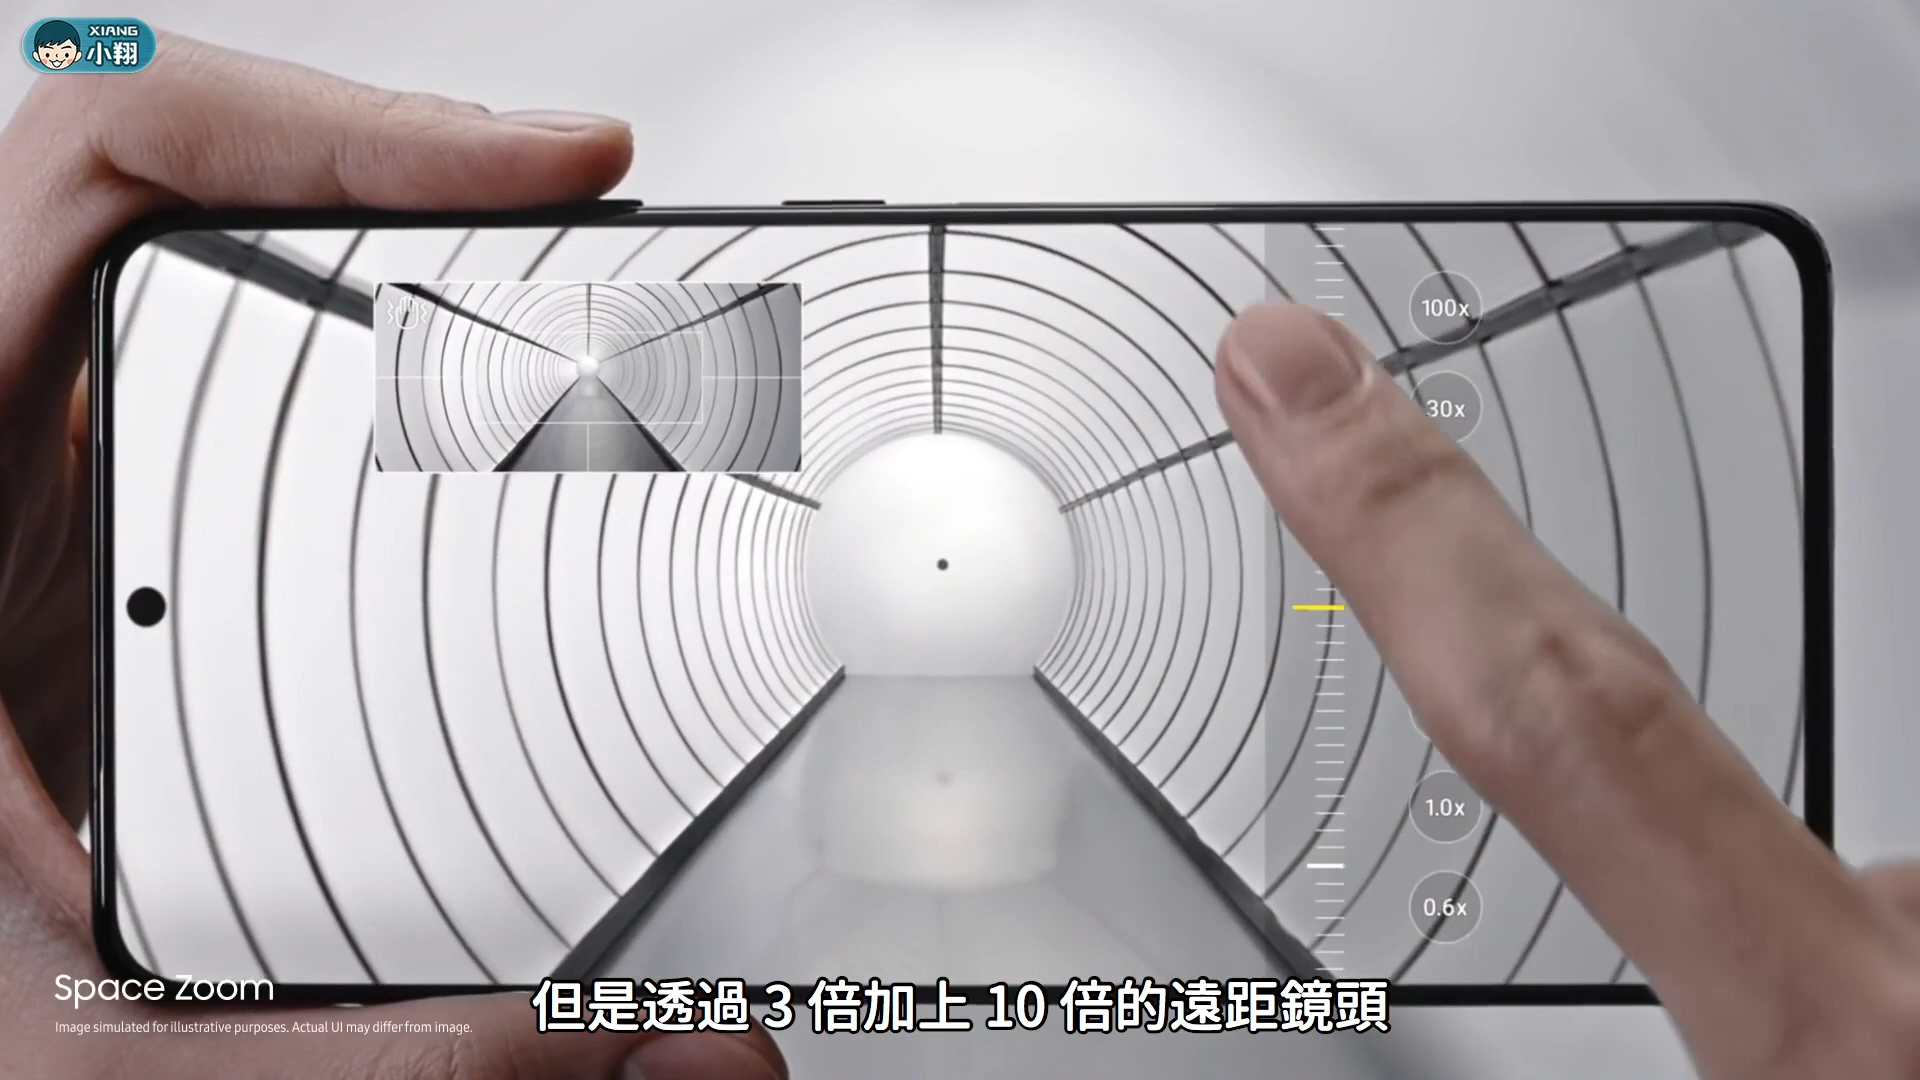 XIANG
小翔
100x
30x
1.0x
0.6x
Space Zoom
Image simulated for illustrative purposes. Actual UI may differ from image.
但是透過 3 倍加上 10 倍的遠距鏡頭